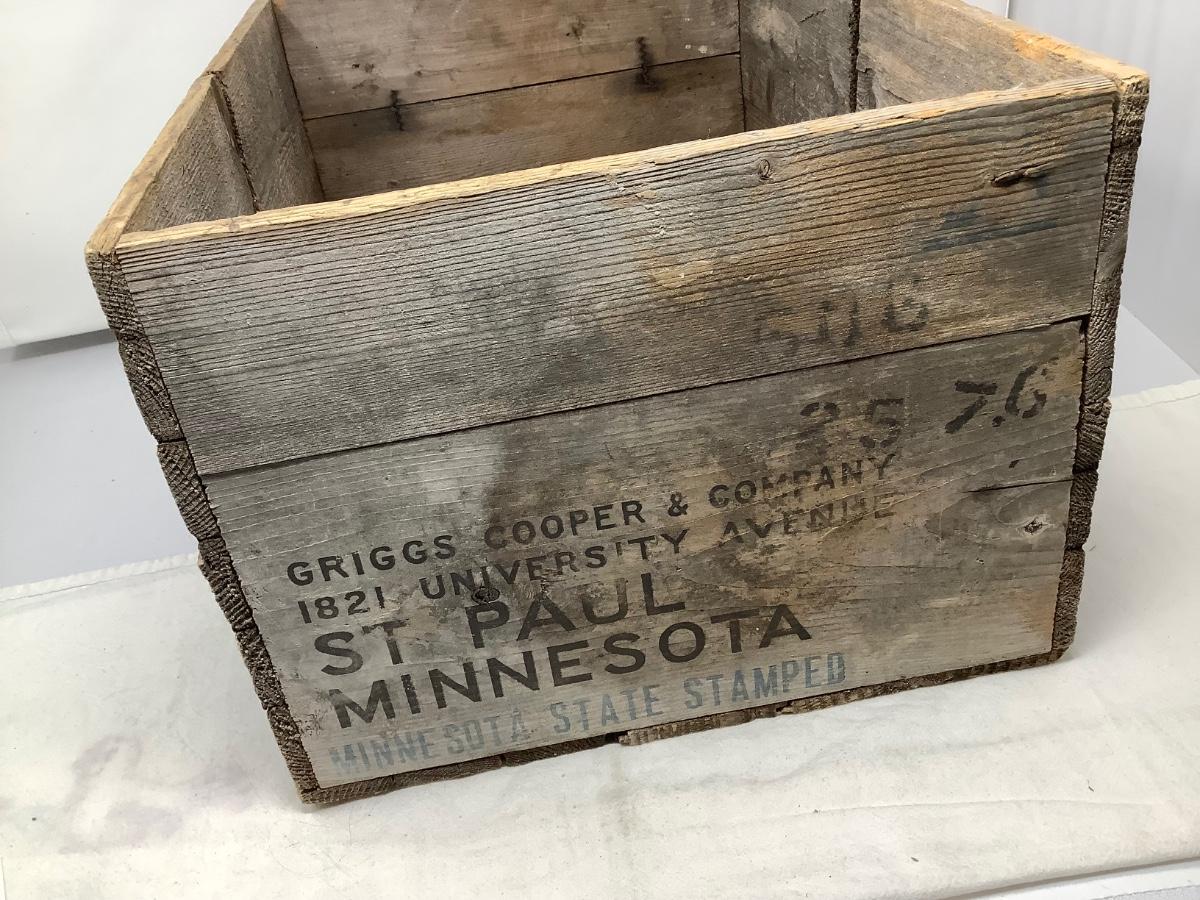 506
25 7.6
GRIGGS COOPER & COMPANY
1821 UNIVERSITY AVENUE
ST PAUL
MINNESOTA
MINNESOTA STATE STAMPED